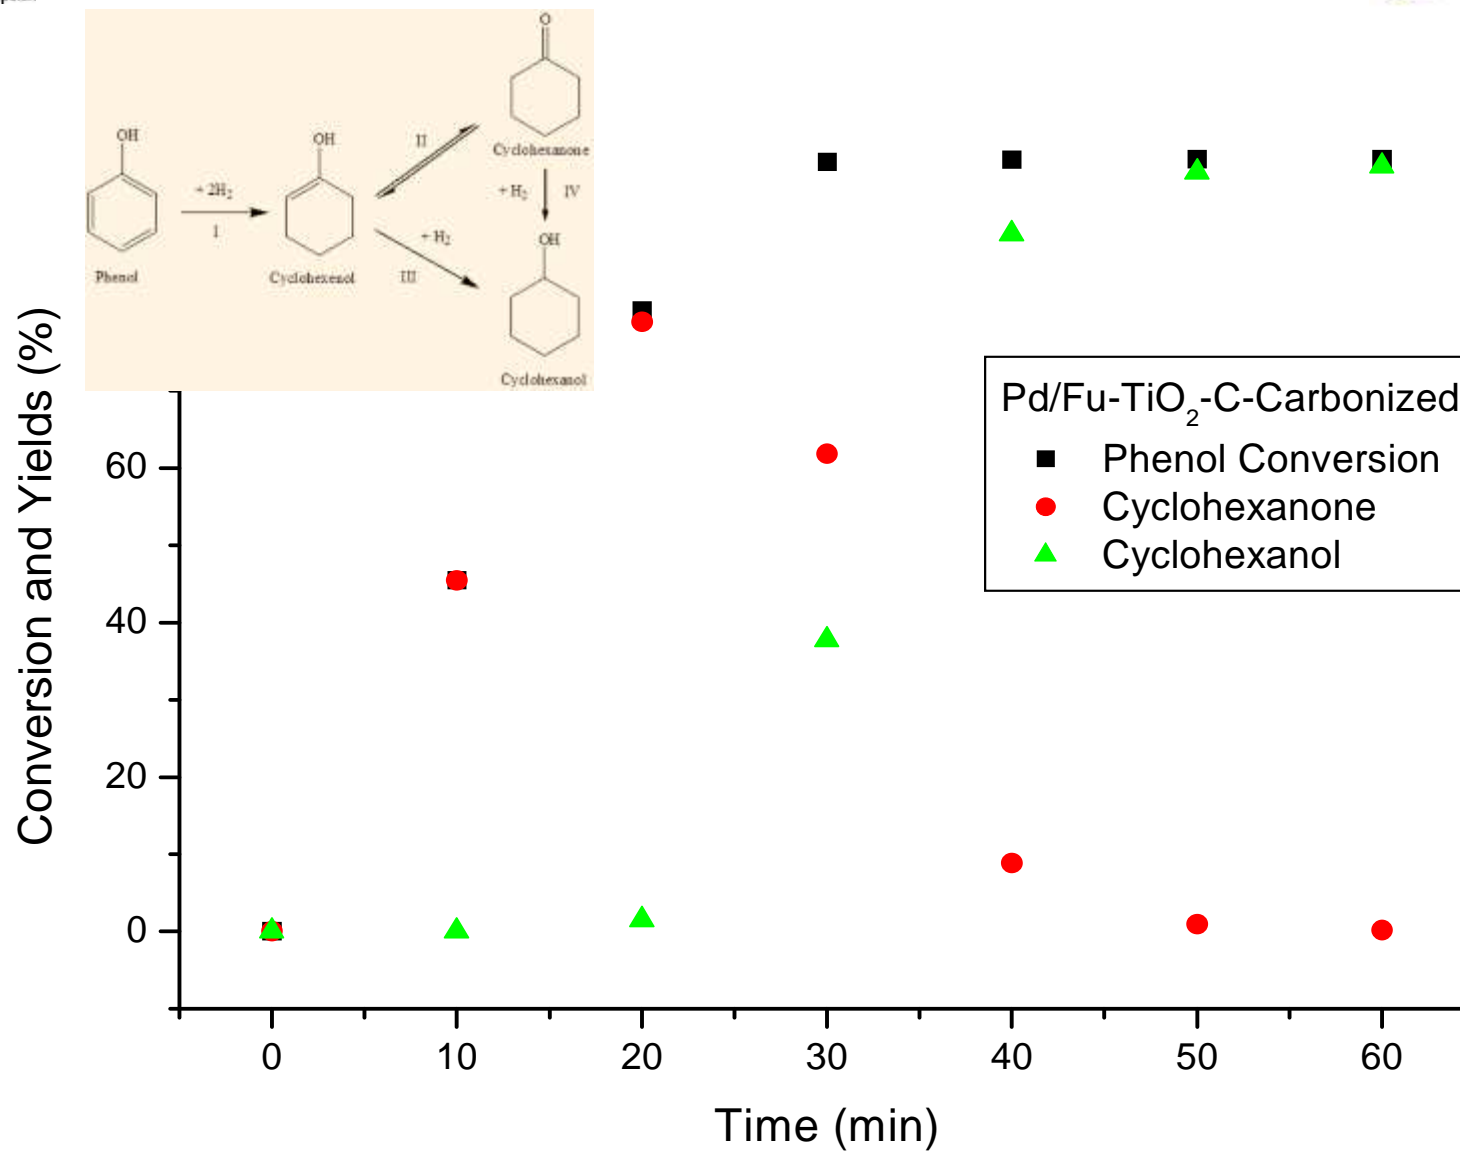 O
Cyclohexanone
OH
+ 2H2
I
Phenol
OH
Cyclohexenol
II
+ H2
IV
+ H2
III
OH
Cyclohexanol
Conversion and Yields (%)
60
40
20
0
Pd/Fu-TiO2-C-Carbonized
Phenol Conversion
Cyclohexanone
Cyclohexanol
0 10 20 30 40 50 60
Time (min)